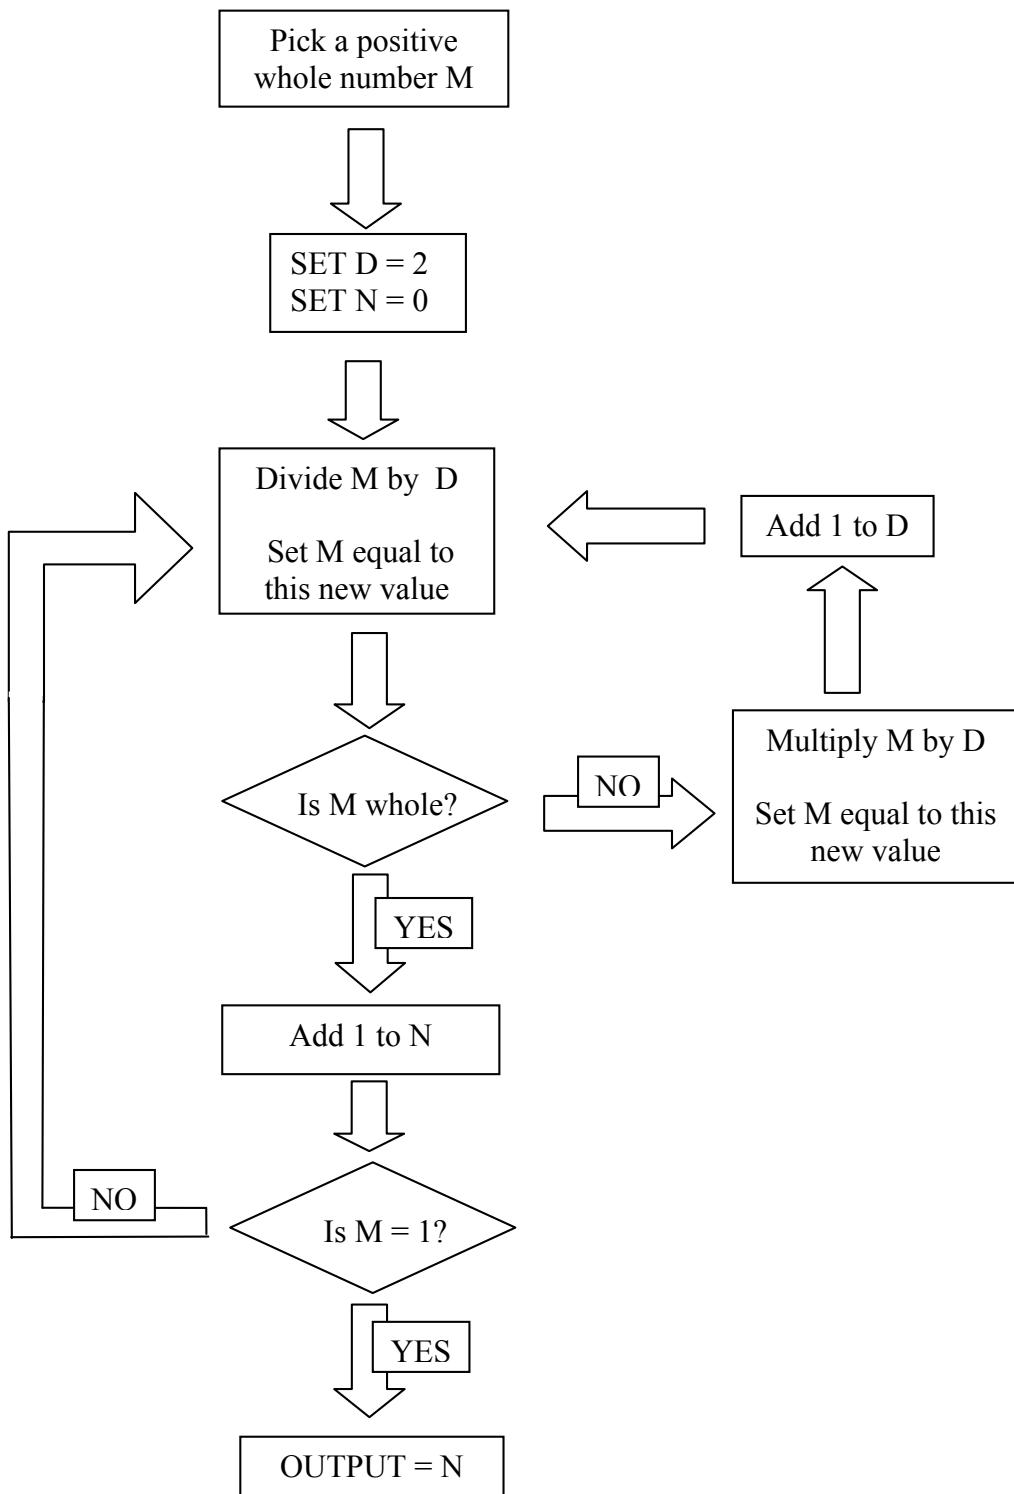 Pick a positive
whole number M
SET D = 2
SET N = 0
Divide M by D
Set M equal to
this new value
Add 1 to D
Is M whole?
NO
Multiply M by D
Set M equal to this
new value
YES
Add 1 to N
Is M = 1?
NO
YES
OUTPUT = N